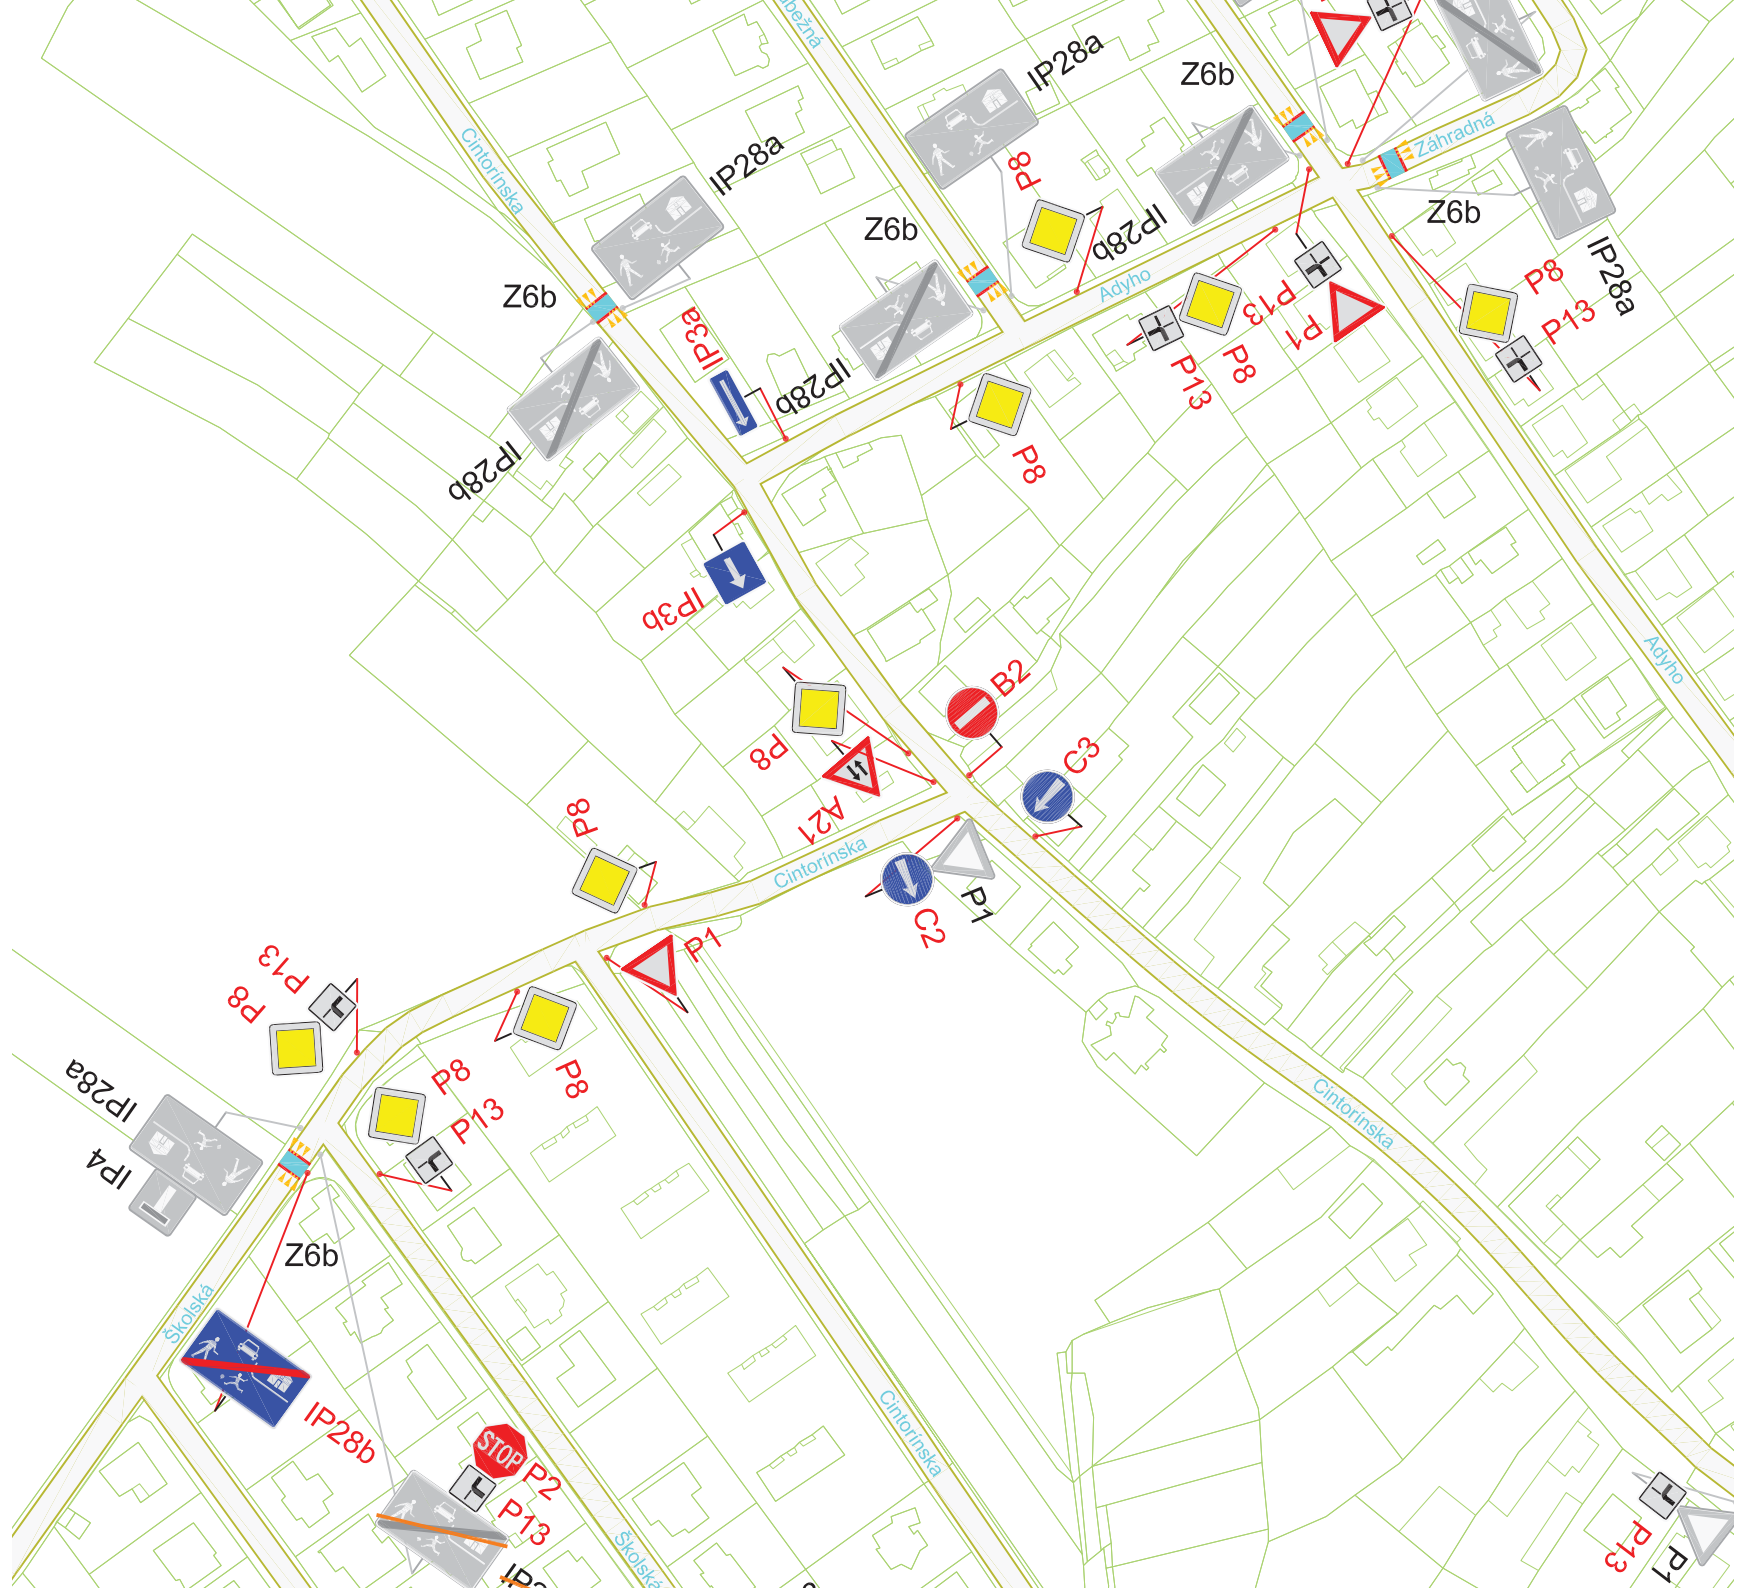 IP28a
Z6b
Záhradná
Cintorínska
IP28a
P8
Z6b
IP28b
Z6b
IP28a
Adyho
Z6b
IP3a
IP28b
P13
P1
P8
P13
P13
P8
IP28b
P8
IP3b
Adyho
B2
P8
C3
A21
P8
Cintorínska
P1
C2
P1
P13
P8
P8
P8
P13
IP28a
IP4
Cintorínska
Z6b
Školská
IP28b
Cintorínska
STOP
P2
P13
Školská
P13
P1